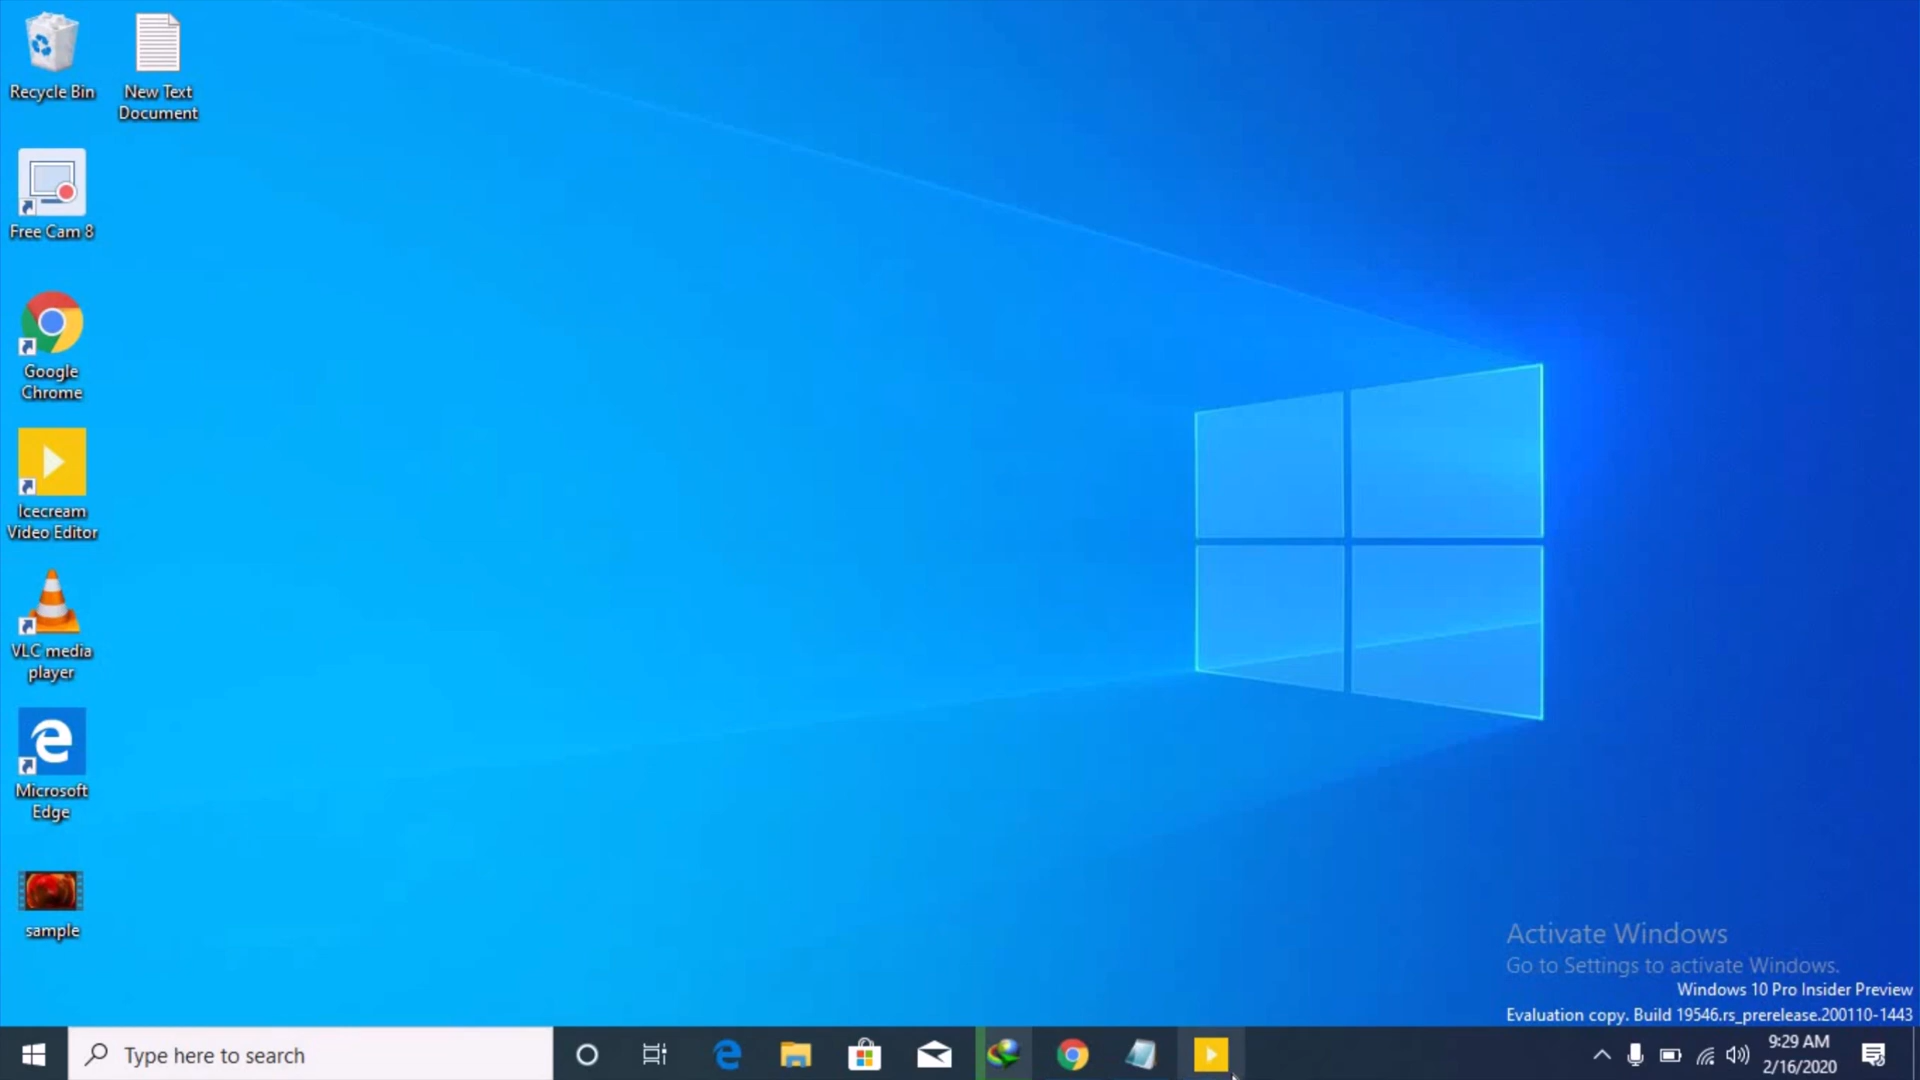 Recycle Bin
New Text
Document
Free Cam 8
Google
Chrome
Icecream
Video Editor
VLC media
player
Microsoft
Edge
sample
Activate Windows
Go to Settings to activate Windows.
Windows 10 Pro Insider Preview
Evaluation copy. Build 19546.rs_prerelease.200110-1443
Type here to search
9:29 AM
2/16/2020